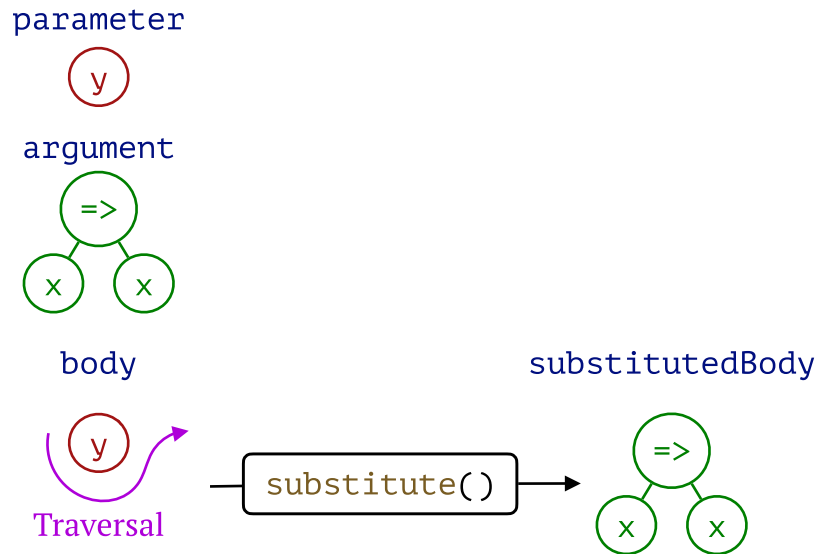 parameter
y
argument
=>
x x
body substitutedBody
y =>
substitute()
Traversal x x